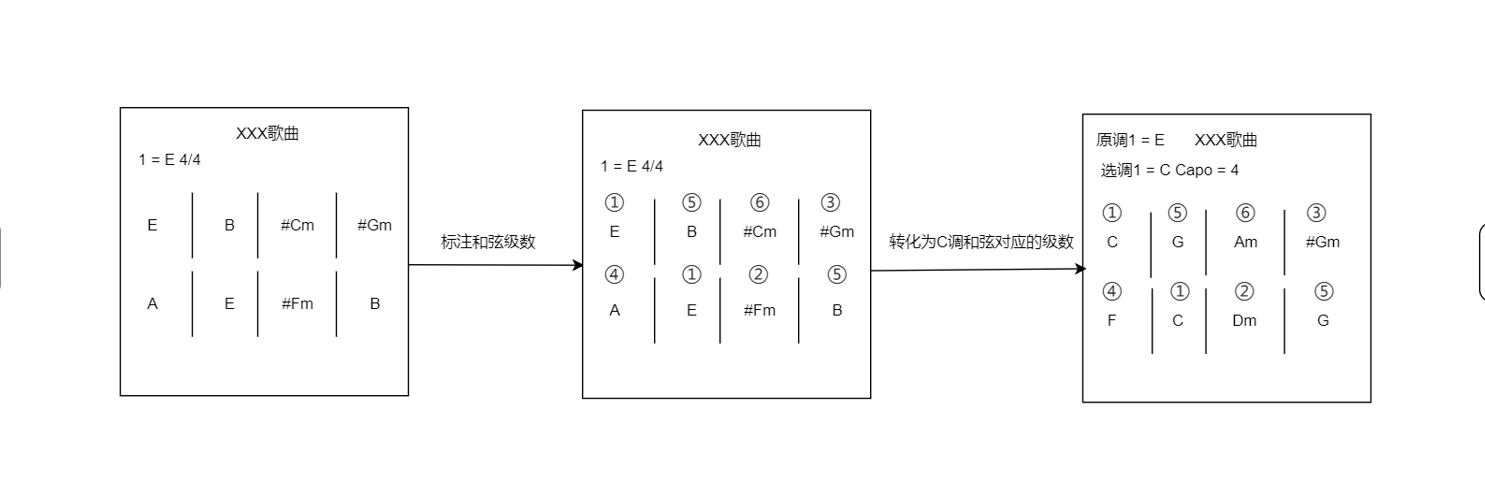 XXX歌曲
1 = E 4/4
E B #Cm #Gm
A E #Fm B
标注和弦级数
XXX歌曲
1 = E 4/4
① ⑤ ⑥ ③
E B #Cm #Gm
④ ① ② ⑤
A E #Fm B
转化为C调和弦对应的级数
原调1 = E XXX歌曲
选调1 = C Capo = 4
① ⑤ ⑥ ③
C G Am #Gm
④ ① ② ⑤
F C Dm G